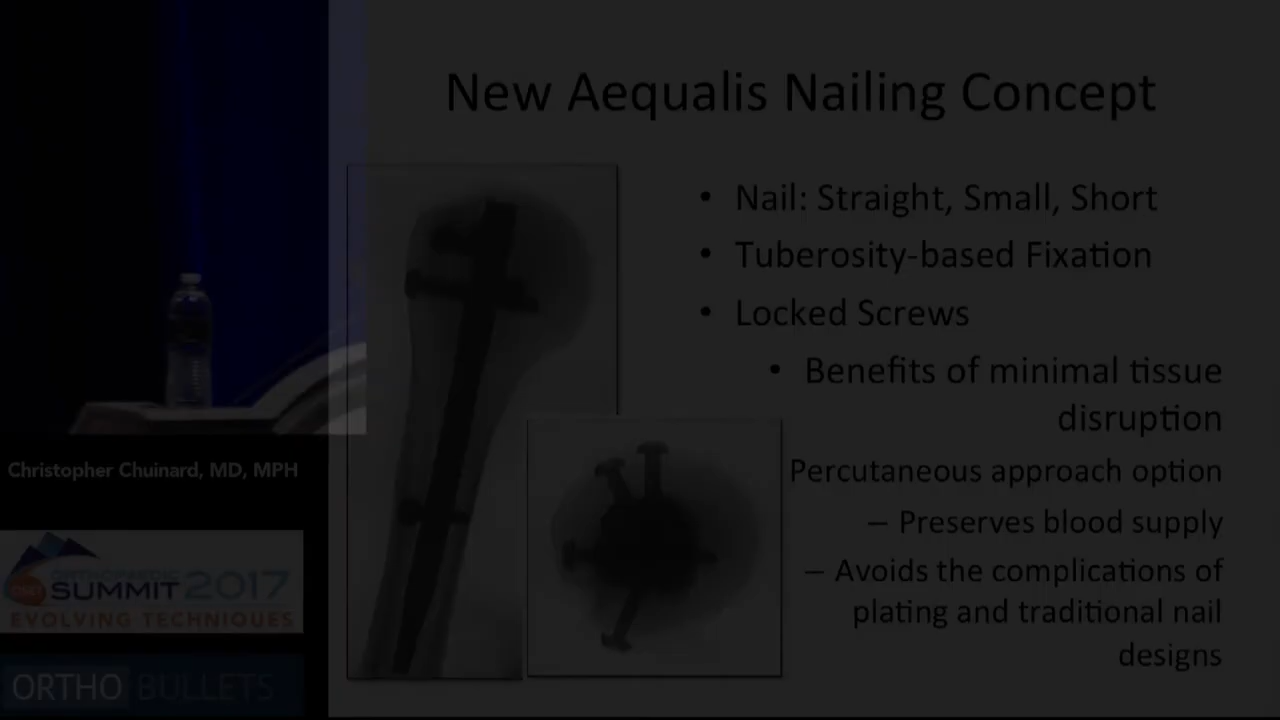 New Aequalis Nailing Concept
• Nail: Straight, Small, Short
• Tuberosity-based Fixation
• Locked Screws
• Benefits of minimal tissue
disruption
Percutaneous approach option
– Preserves blood supply
– Avoids the complications of
plating and traditional nail
designs
Christopher Chuinard, MD, MPH
ORTHOPAEDIC
SUMMIT 2017
EVOLVING TECHNIQUES
ORTHO BULLETS